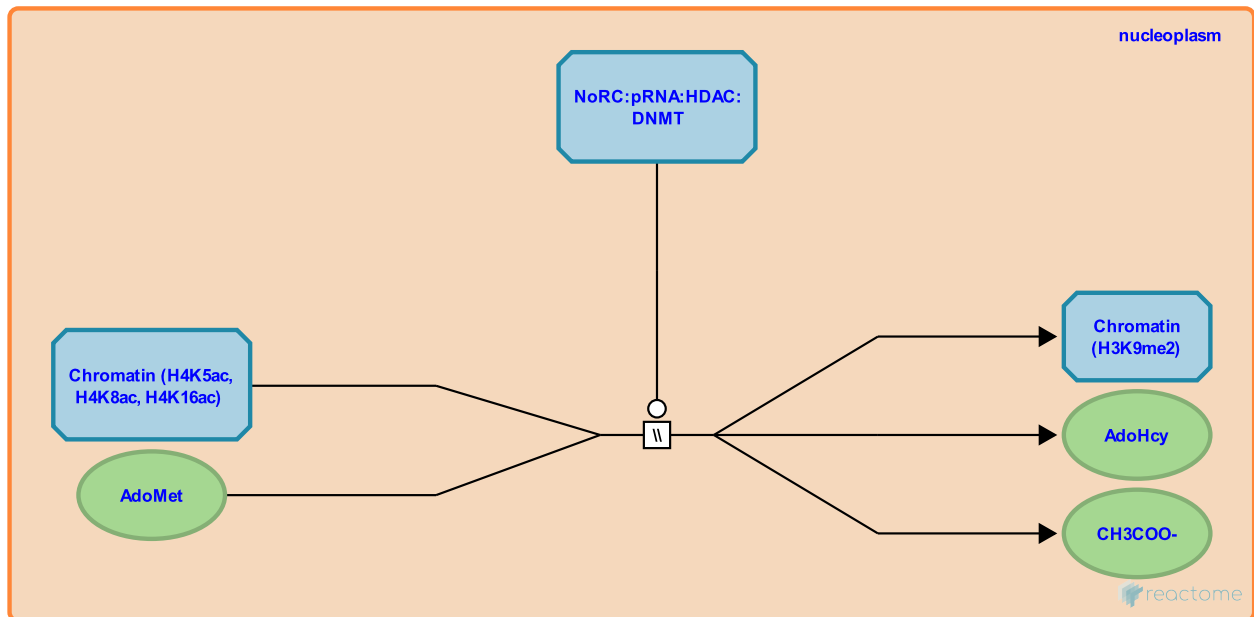 nucleoplasm
NoRC:pRNA:HDAC:
DNMT
Chromatin (H4K5ac,
H4K8ac, H4K16ac)
AdoMet
\\
Chromatin
(H3K9me2)
AdoHcy
CH3COO-
reactome